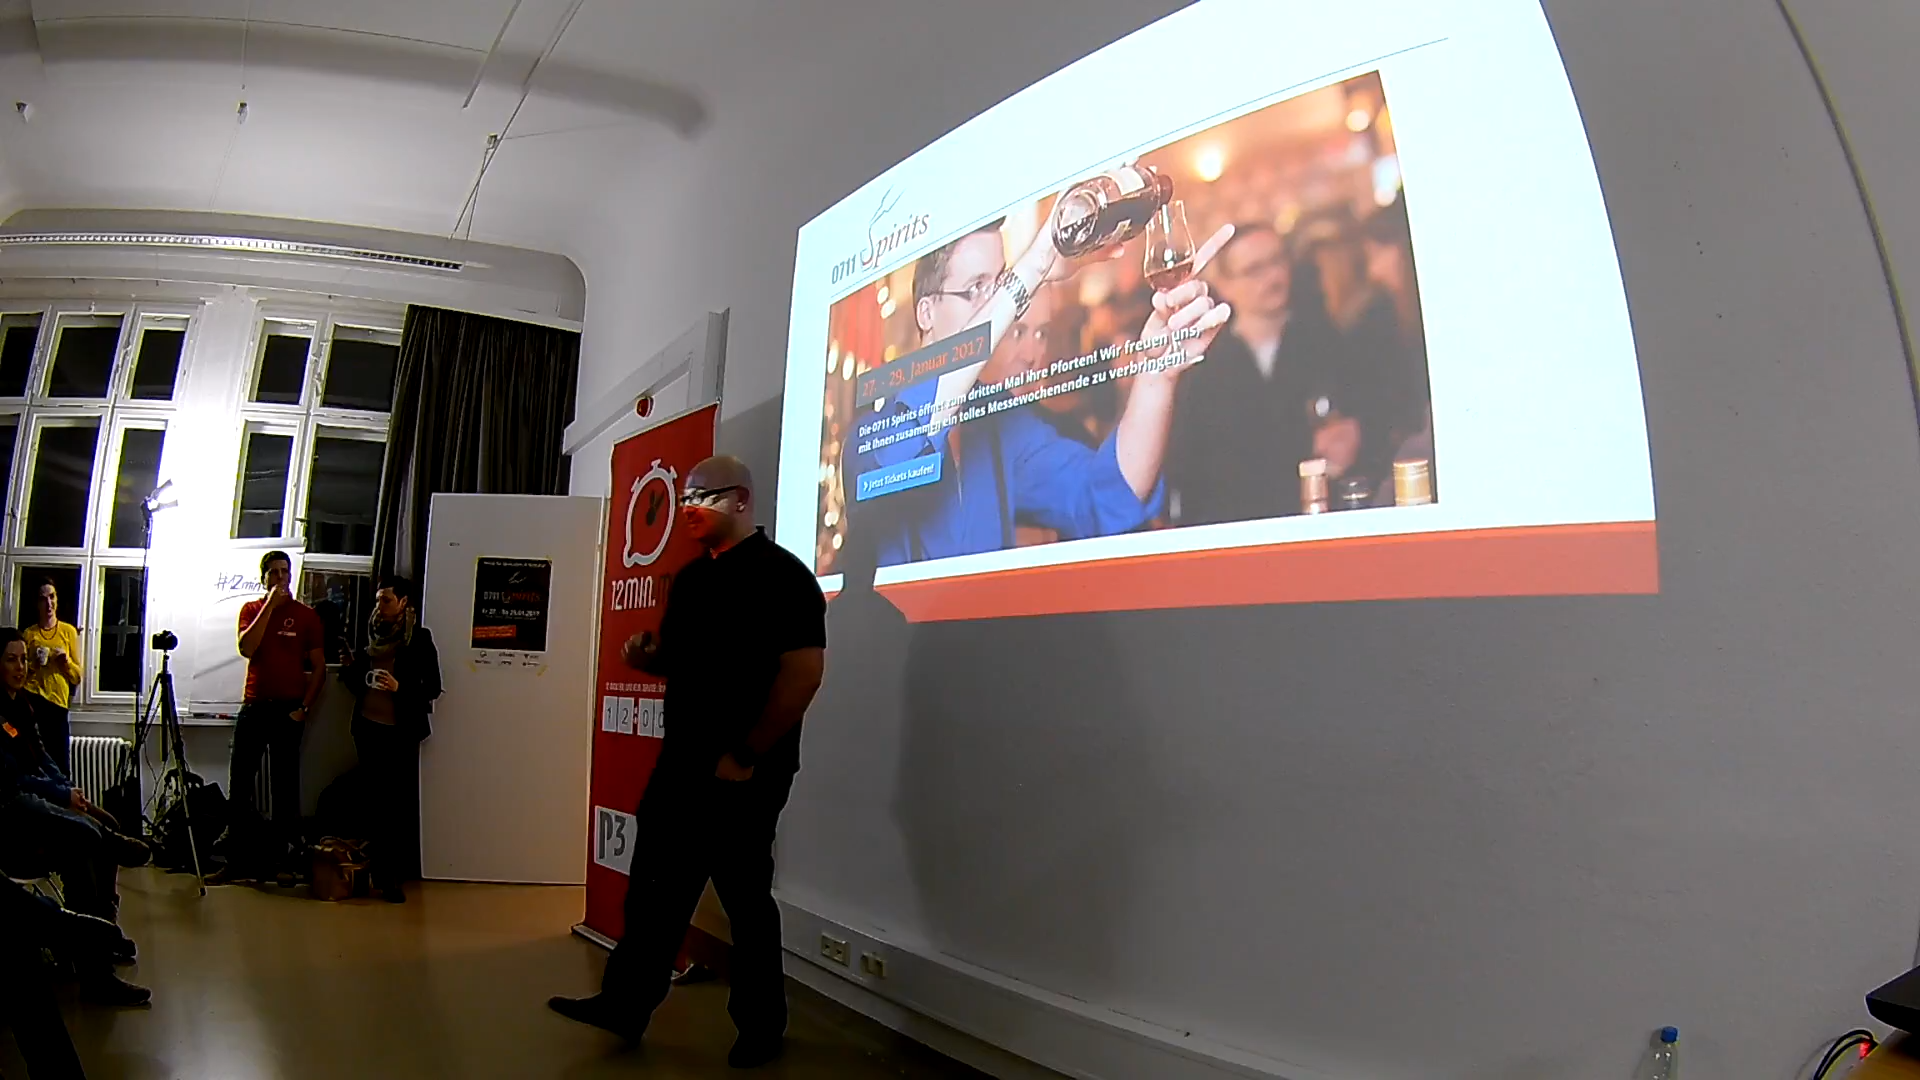 0711 Spirits
27. - 29. Januar 2017
Die 0711 Spirits öffnet zum dritten Mal ihre Pforten! Wir freuen uns,
mit Ihnen zusammen ein tolles Messewochenende zu verbringen!
Jetzt Tickets kaufen!
#12min
0711 Spirits
12min.
12:00
P3